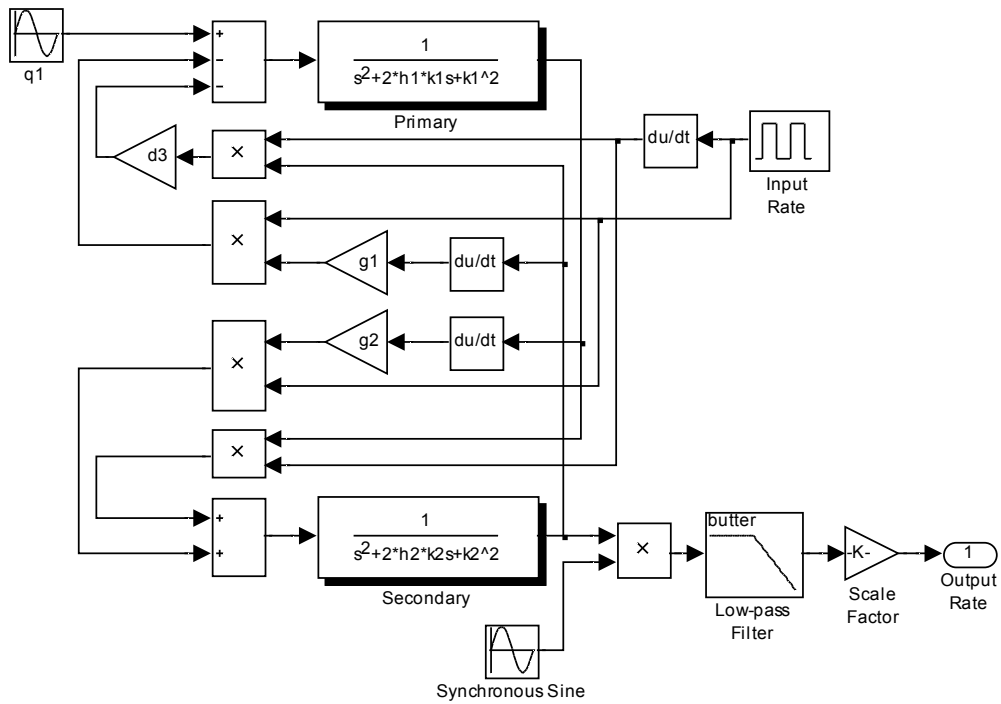 q1
+
−
−
1
s2+2*h1*k1s+k1^2
Primary
d3
×
du/dt
Input
Rate
×
g1
du/dt
×
g2
du/dt
×
+
+
1
s2+2*h2*k2s+k2^2
Secondary
×
butter
Low-pass
Filter
-K-
Scale
Factor
1
Output
Rate
Synchronous Sine